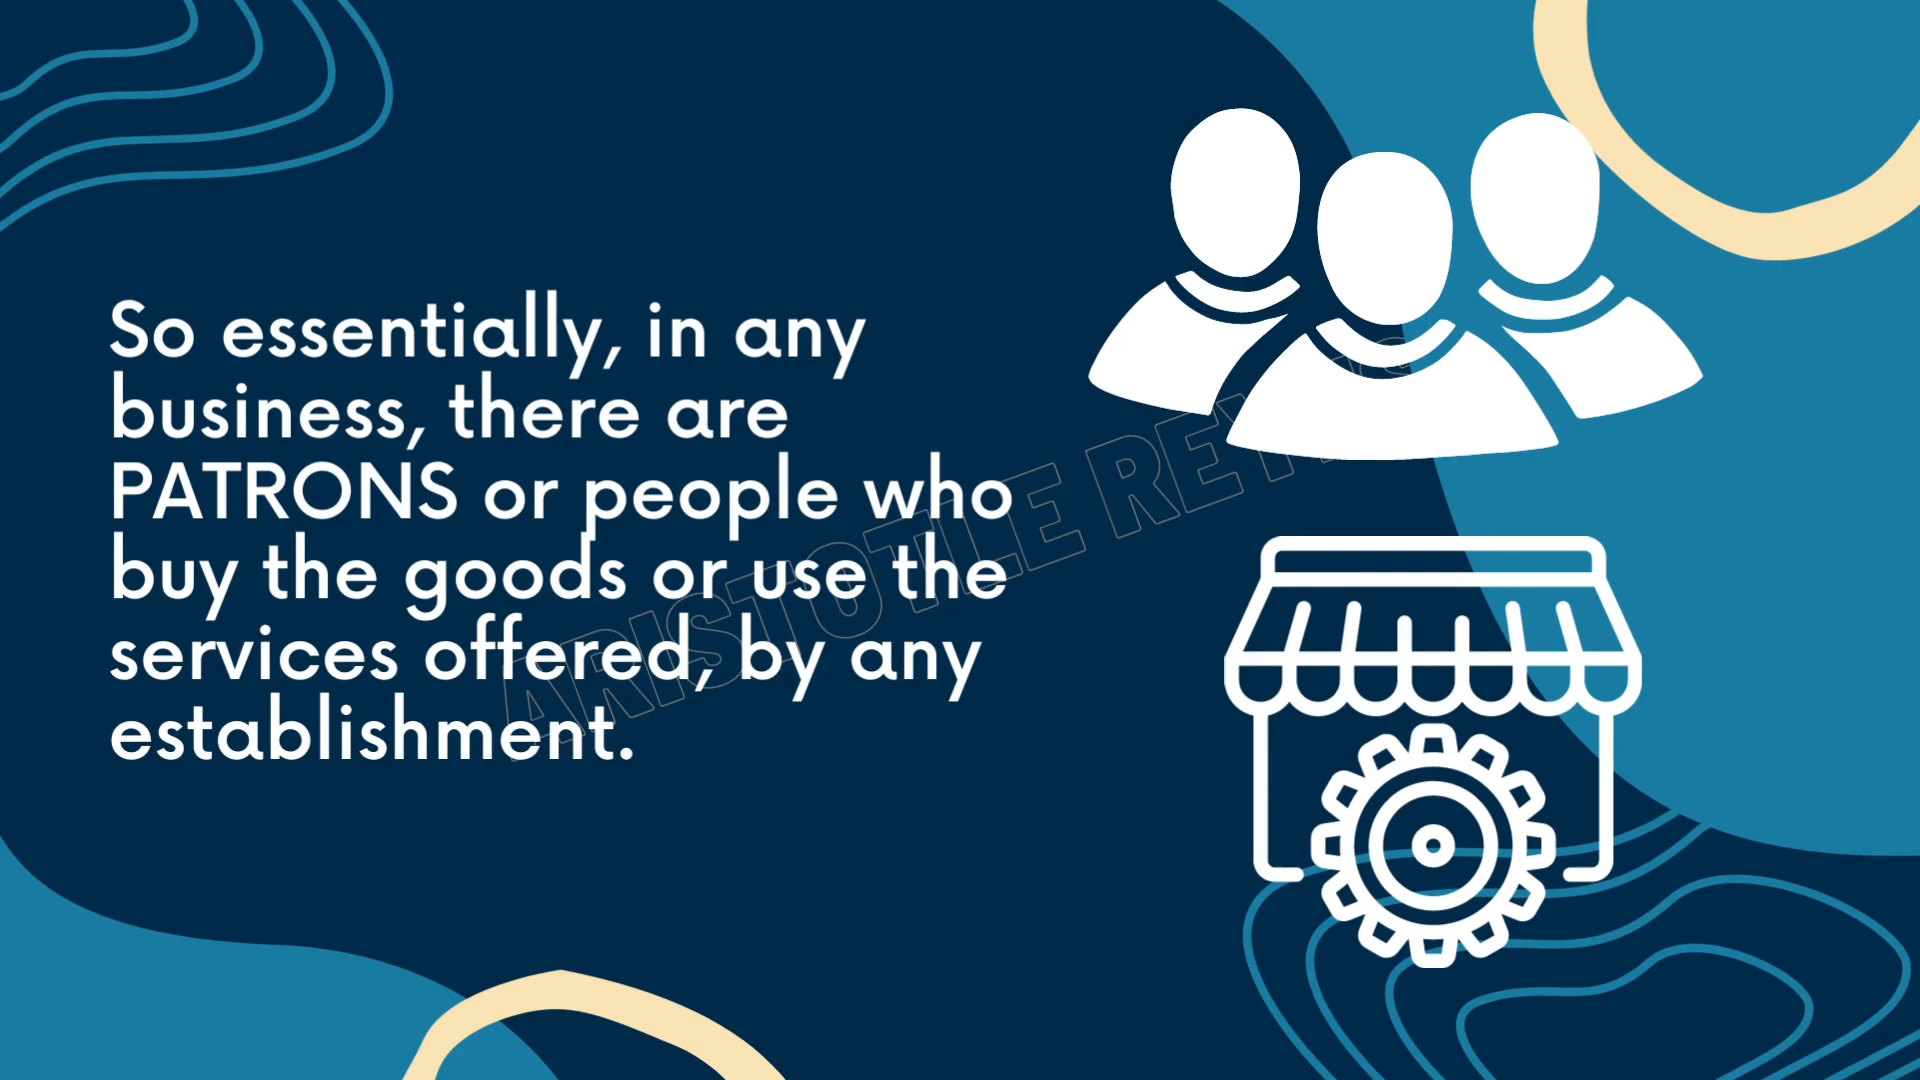 So essentially, in any
business, there are
PATRONS or people who
buy the goods or use the
services offered, by any
establishment.
ARISTOTLE